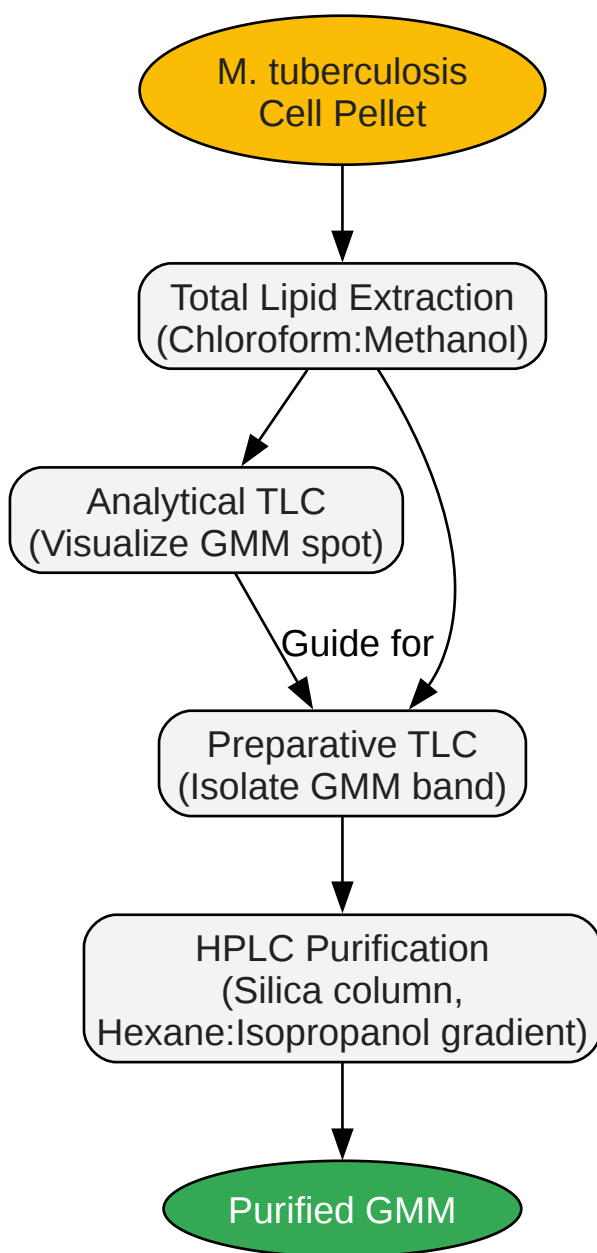 M. tuberculosis
Cell Pellet
Total Lipid Extraction
(Chloroform:Methanol)
Analytical TLC
(Visualize GMM spot)
Guide for
Preparative TLC
(Isolate GMM band)
HPLC Purification
(Silica column,
Hexane:Isopropanol gradient)
Purified GMM